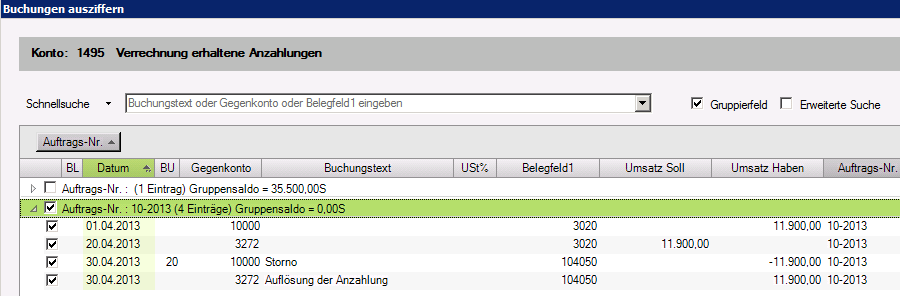 Buchungen ausziffern
Konto: 1495 Verrechnung erhaltene Anzahlungen
Schnellsuche Buchungstext oder Gegenkonto oder Belegfeld1 eingeben Gruppierfeld Erweiterte Suche
Auftrags-Nr.
BL Datum BU Gegenkonto Buchungstext USt% Belegfeld1 Umsatz Soll Umsatz Haben Auftrags-Nr.
Auftrags-Nr. : (1 Eintrag) Gruppensaldo = 35.500,00S
Auftrags-Nr. : 10-2013 (4 Einträge) Gruppensaldo = 0,00S
01.04.2013 10000 3020 11.900,00 10-2013
20.04.2013 3272 3020 11.900,00 10-2013
30.04.2013 20 10000 Storno 104050 -11.900,00 10-2013
30.04.2013 3272 Auflösung der Anzahlung 104050 11.900,00 10-2013